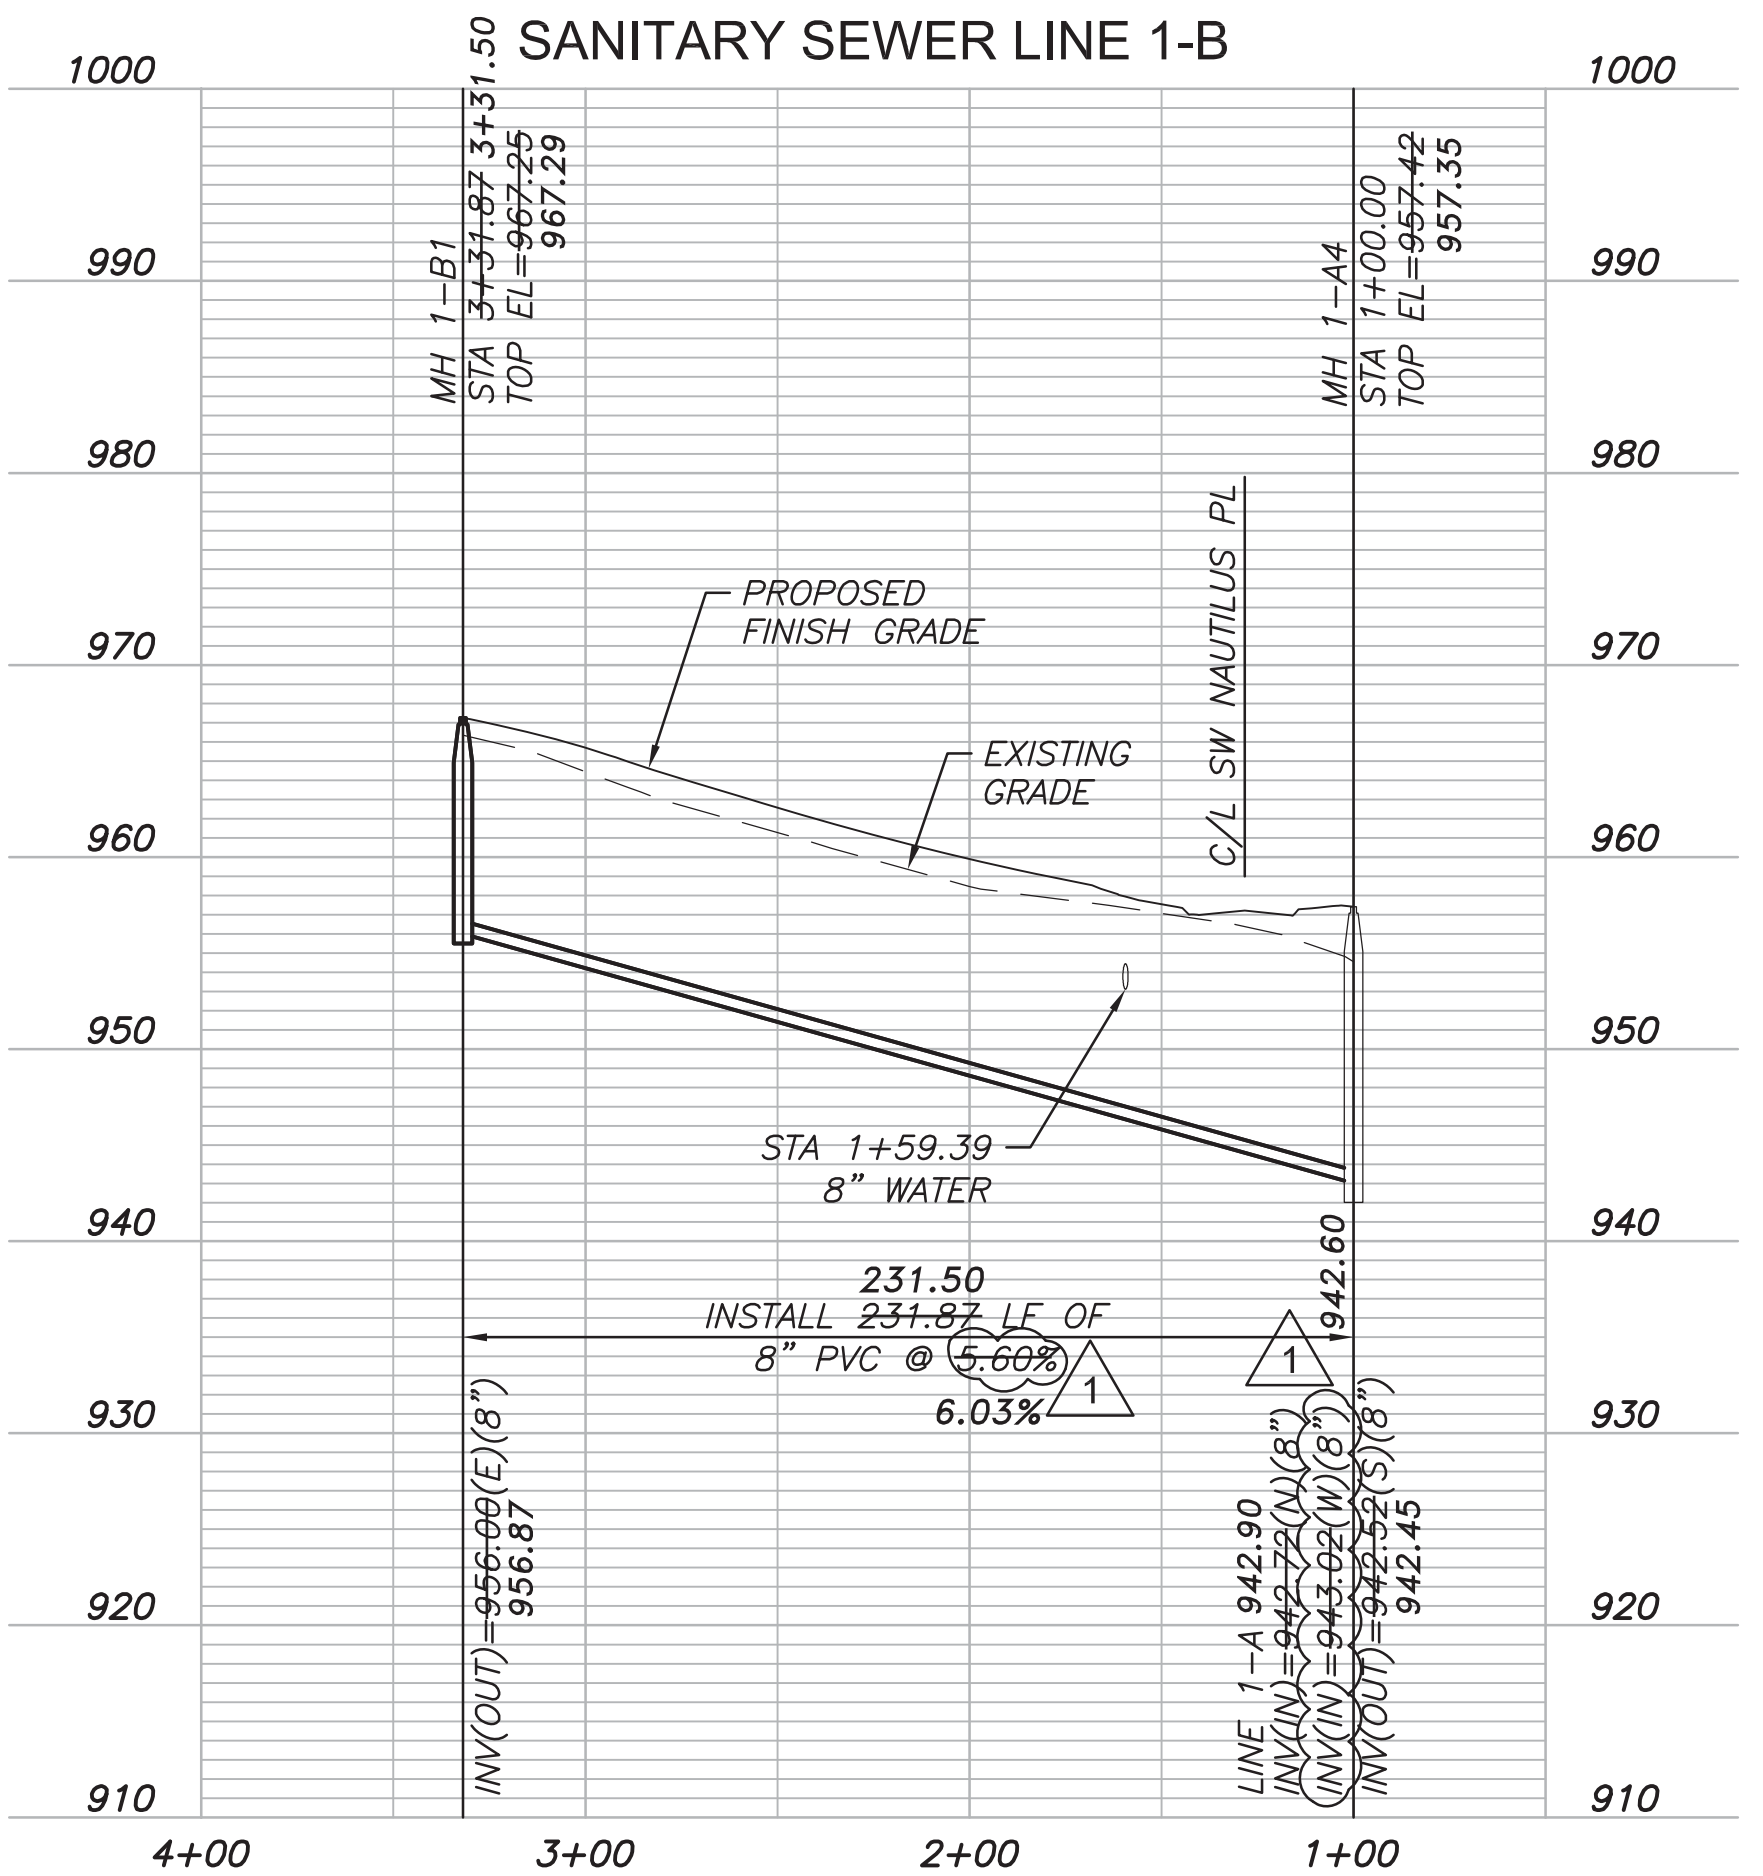 SANITARY SEWER LINE 1-B
1000
1000
990
990
980
980
970
970
960
960
950
950
940
940
930
930
920
920
910
910
4+00
3+00
2+00
1+00
MH 1-B1
STA 3+31.87 3+31.50
TOP EL=967.25
967.29
MH 1-A4
STA 1+00.00
TOP EL=957.42
957.35
C/L SW NAUTILUS PL
PROPOSED
FINISH GRADE
EXISTING
GRADE
STA 1+59.39
8" WATER
231.50
INSTALL 231.87 LF OF
8" PVC @ 5.60%
6.03%
1
1
INV(OUT)=956.00(E)(8")
956.87
LINE 1-A 942.90
INV(IN)=942.72(N)(8")
942.60
INV(IN)=943.02(W)(8")
INV(OUT)=942.52(S)(8")
942.45